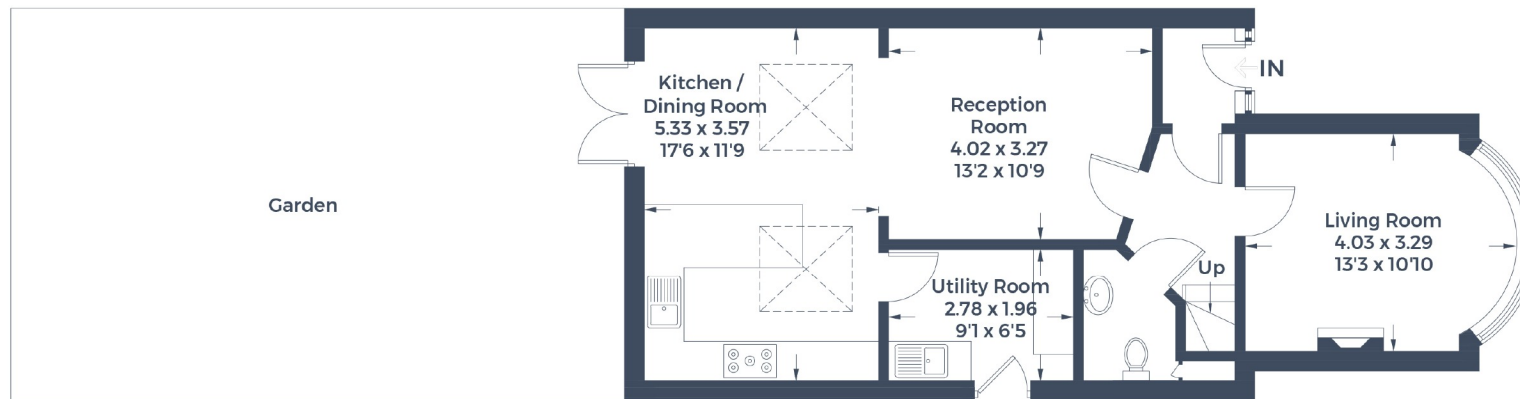 Garden
Kitchen /
Dining Room
5.33 x 3.57
17'6 x 11'9
Reception
Room
4.02 x 3.27
13'2 x 10'9
IN
Utility Room
2.78 x 1.96
9'1 x 6'5
Up
Living Room
4.03 x 3.29
13'3 x 10'10